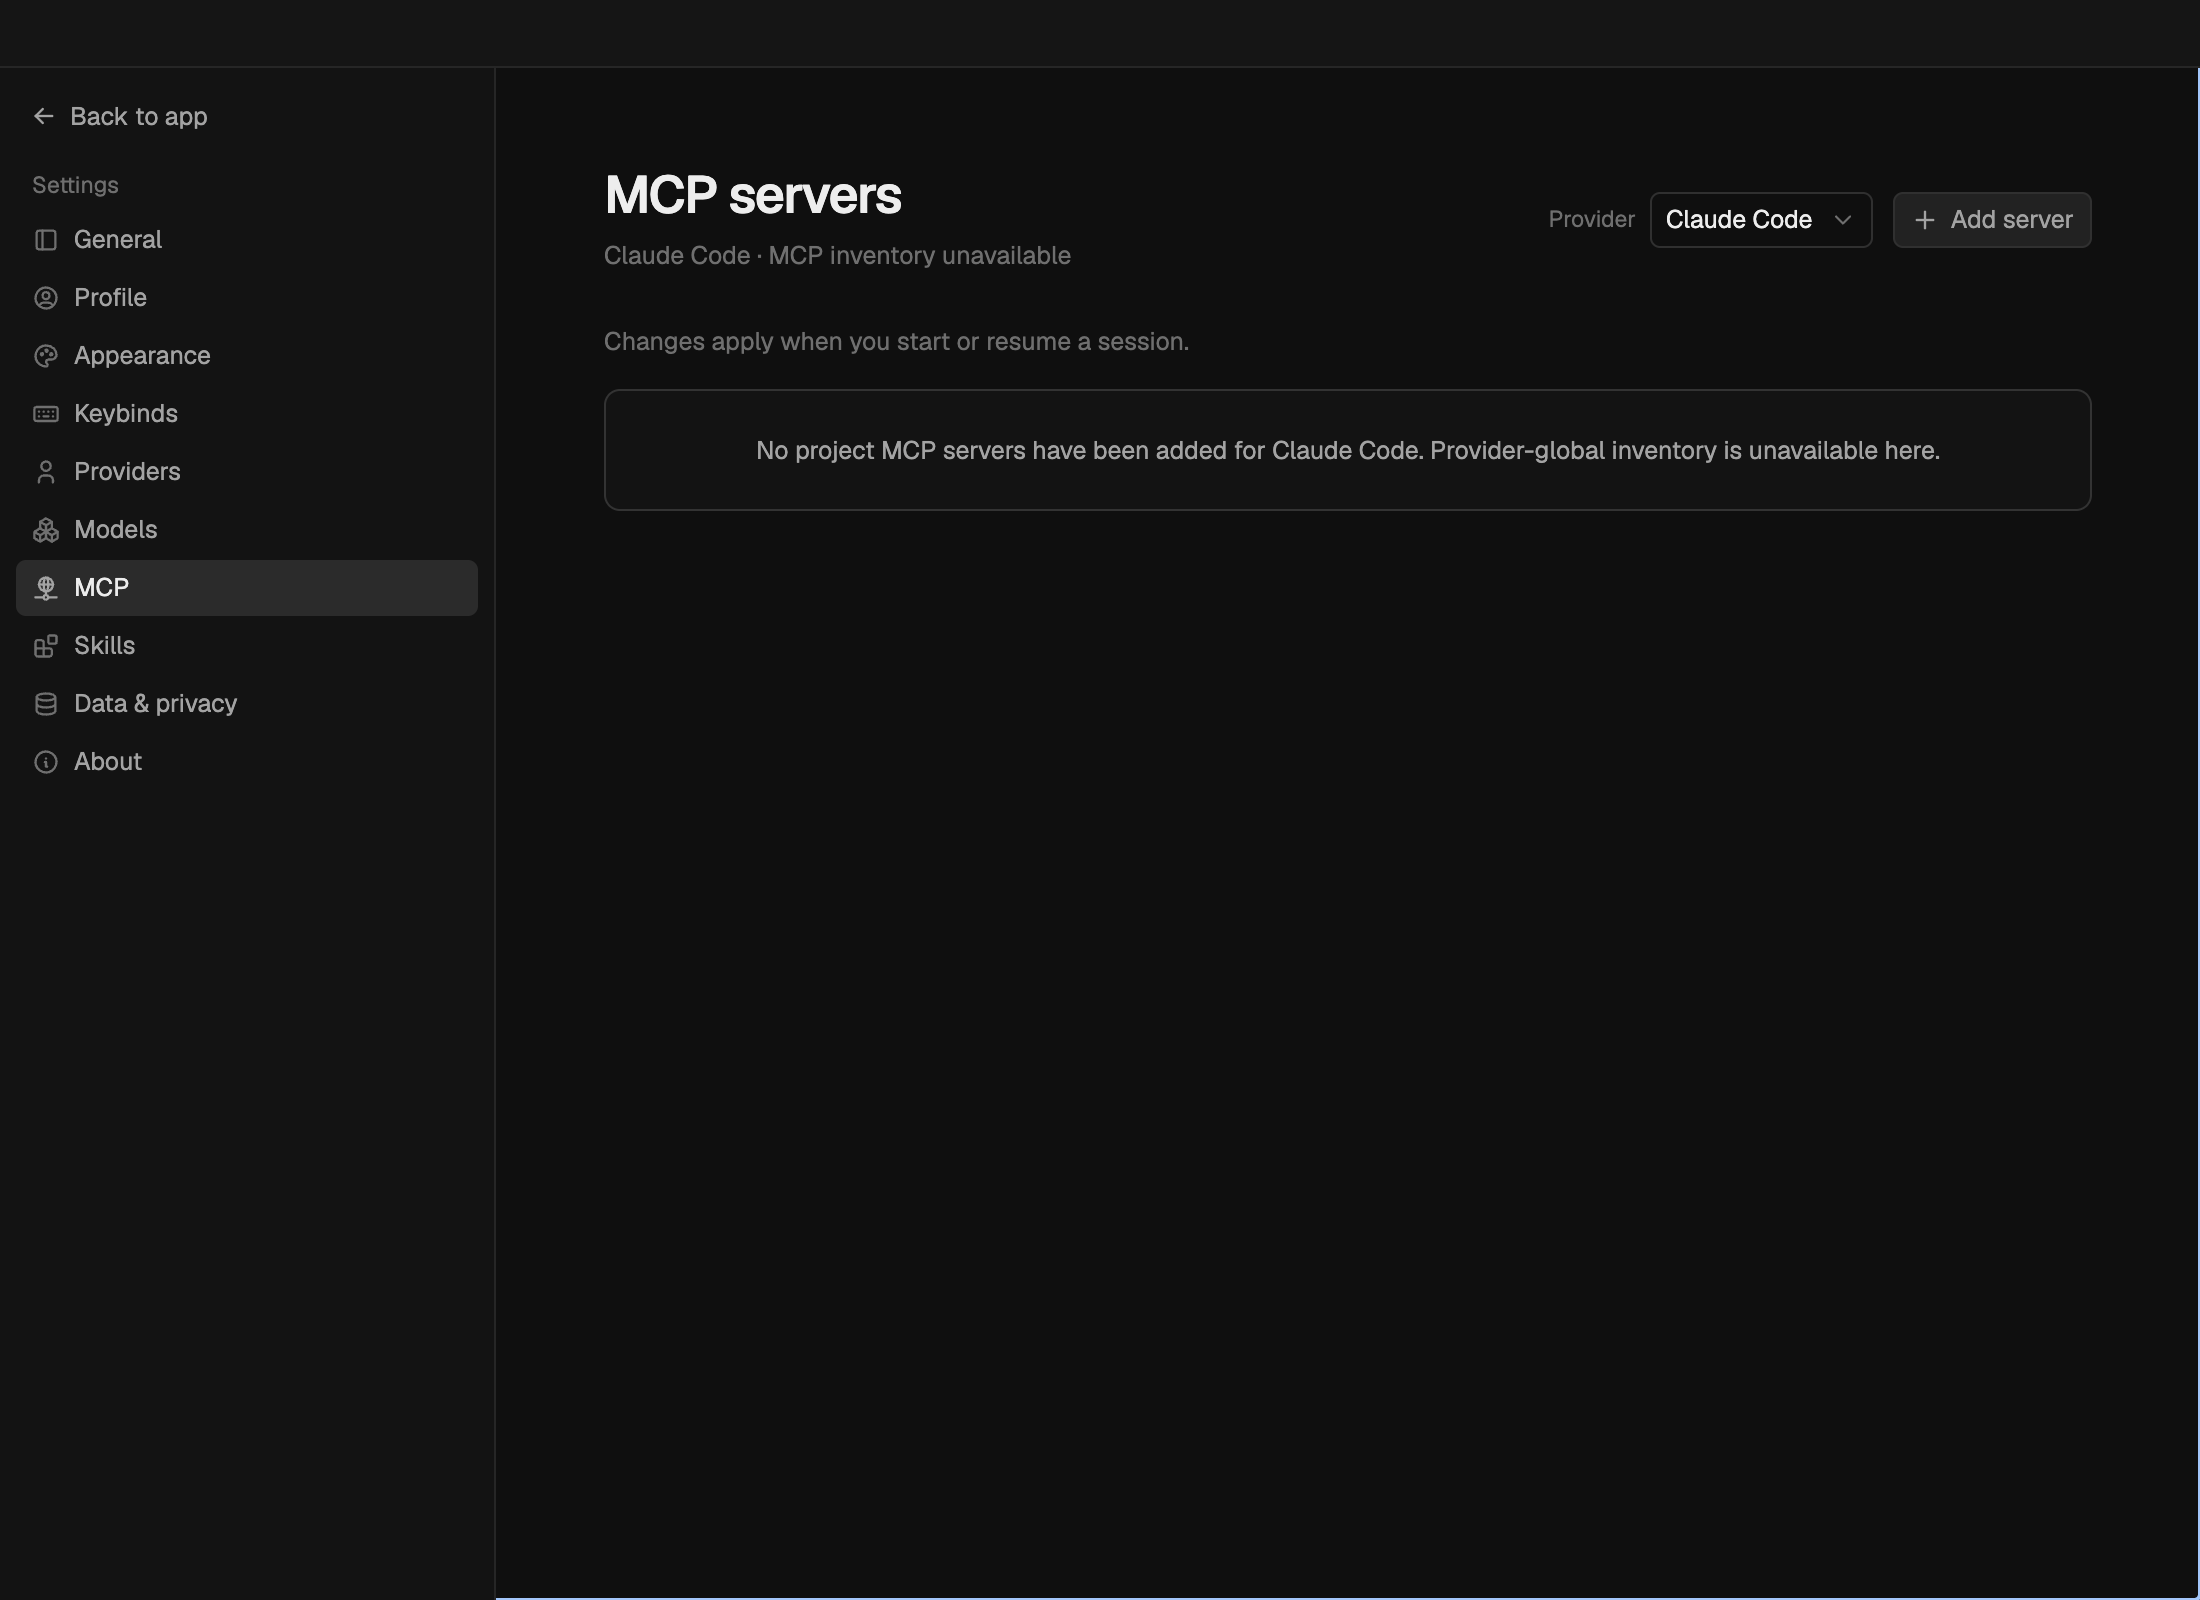 Back to app
Settings
General
Profile
Appearance
Keybinds
Providers
Models
MCP
Skills
Data & privacy
About
MCP servers
Claude Code · MCP inventory unavailable
Provider
Claude Code
Add server
Changes apply when you start or resume a session.
No project MCP servers have been added for Claude Code. Provider-global inventory is unavailable here.